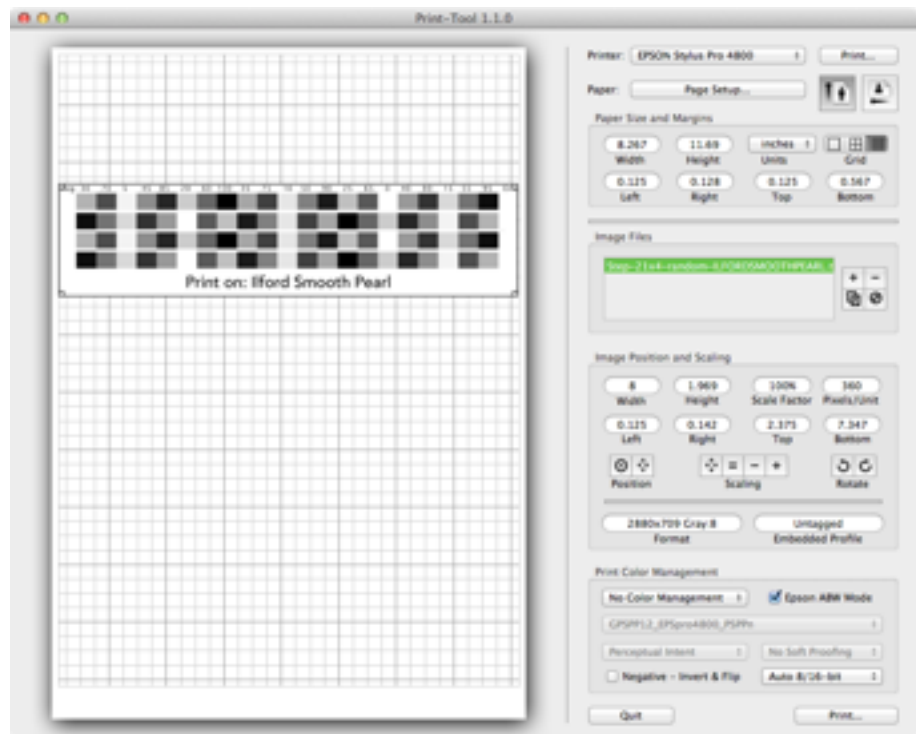 Print-Tool 1.1.0
Printer: EPSON Stylus Pro 4800 Print...
Paper: Page Setup...
Paper Size and Margins
8.267 11.69 inches
Width Height Units Grid
0.125 0.128 0.125 0.567
Left Right Top Bottom
Image Files
Step-21x4-random-ILFORDSMOOTHPEARL
Print on: Ilford Smooth Pearl
Image Position and Scaling
8 1.969 100% 360
Width Height Scale Factor Pixels/Unit
0.125 0.142 2.375 7.347
Left Right Top Bottom
Position Scaling Rotate
2880x709 Gray 8 Untagged
Format Embedded Profile
Print Color Management
No Color Management Epson ABW Mode
Perceptual Intent No Soft Proofing
Negative - Invert & Flip Auto 8/16-bit
Quit Print...